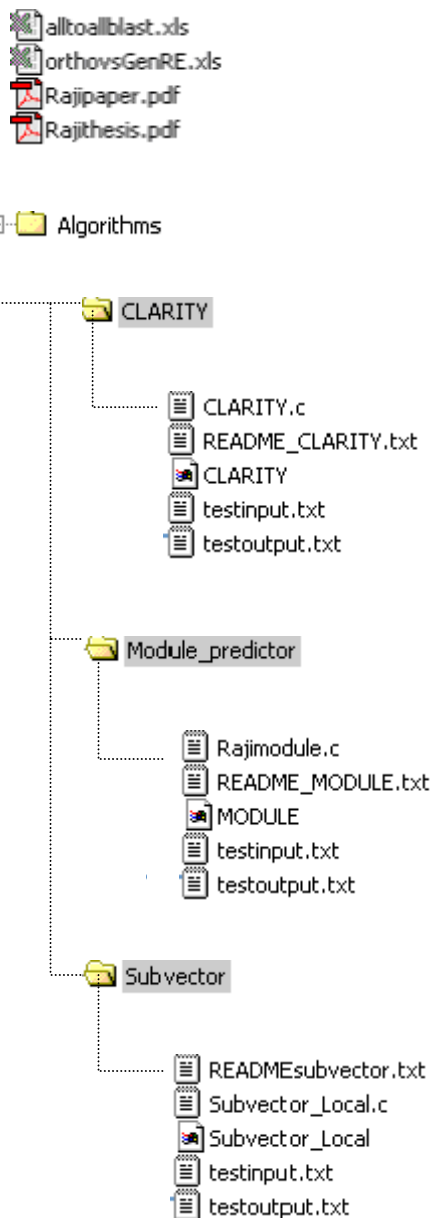 alltoallblast.xls
orthovsGenRE.xls
Rajipaper.pdf
Rajithesis.pdf
Algorithms
CLARITY
CLARITY.c
README_CLARITY.txt
CLARITY
testinput.txt
testoutput.txt
Module_predictor
Rajimodule.c
README_MODULE.txt
MODULE
testinput.txt
testoutput.txt
Subvector
READMEsubvector.txt
Subvector_Local.c
Subvector_Local
testinput.txt
testoutput.txt